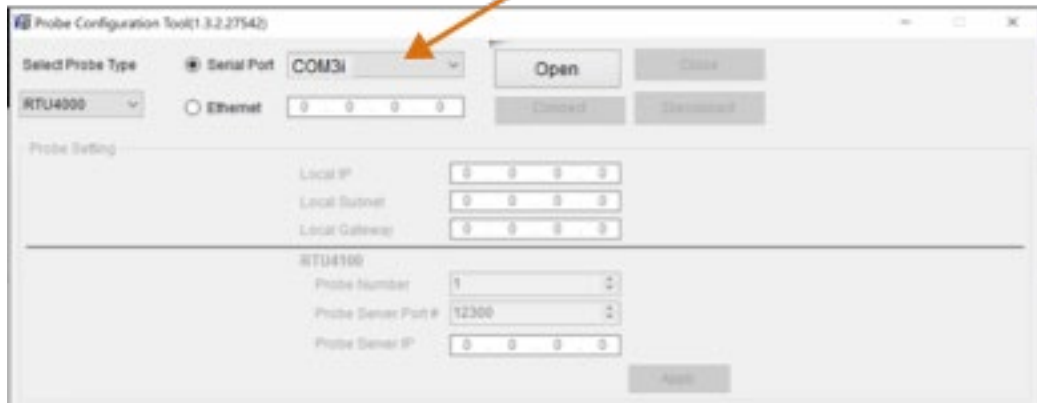 Probe Configuration Tool(1.3.2.27542)
Select Probe Type Serial Port COM3i Open Close
RTU4000 Ethernet 0 . 0 . 0 . 0 Connect Disconnect
Probe Setting
Local IP 0 . 0 . 0 . 0
Local Subnet 0 . 0 . 0 . 0
Local Gateway 0 . 0 . 0 . 0
RTU4100
Probe Number 1
Probe Server Port # 12300
Probe Server IP 0 . 0 . 0 . 0
Apply